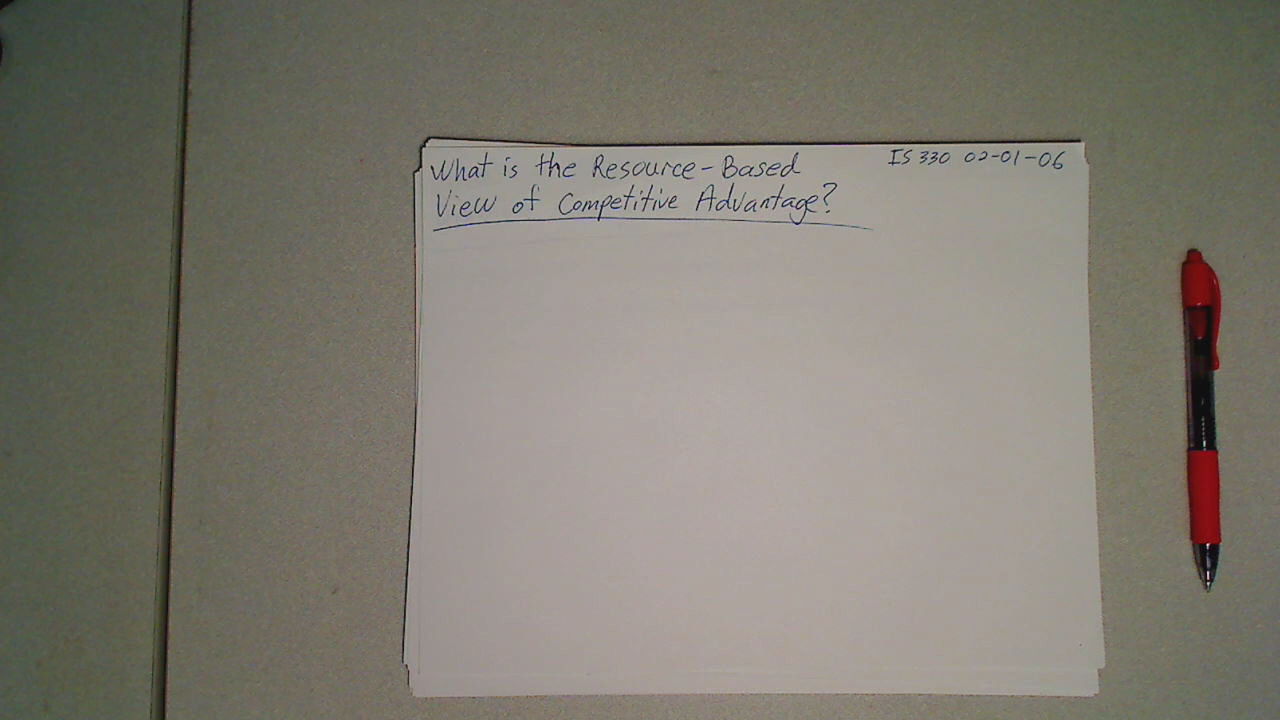 What is the Resource-Based
View of Competitive Advantage?
IS 330 02-01-06